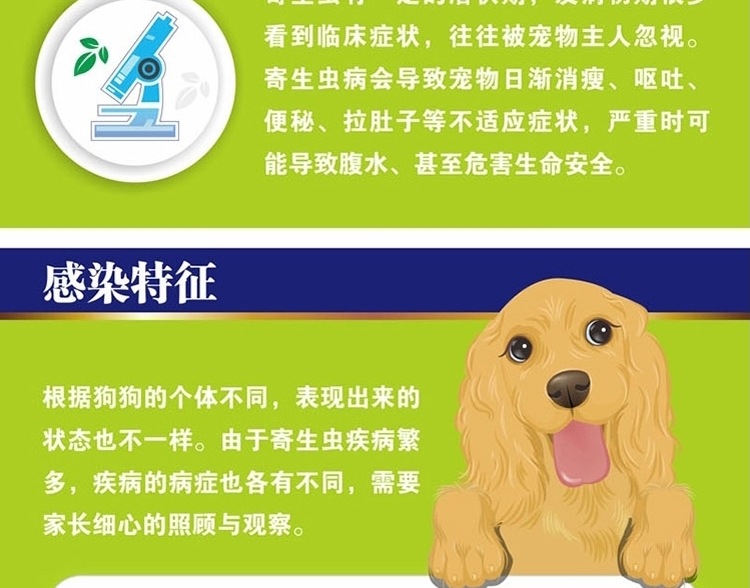 看到临床症状，往往被宠物主人忽视。
寄生虫病会导致宠物日渐消瘦、呕吐、
便秘、拉肚子等不适应症状，严重时可
能导致腹水、甚至危害生命安全。
感染特征
根据狗狗的个体不同，表现出来的
状态也不一样。由于寄生虫疾病繁
多，疾病的病症也各有不同，需要
家长细心的照顾与观察。